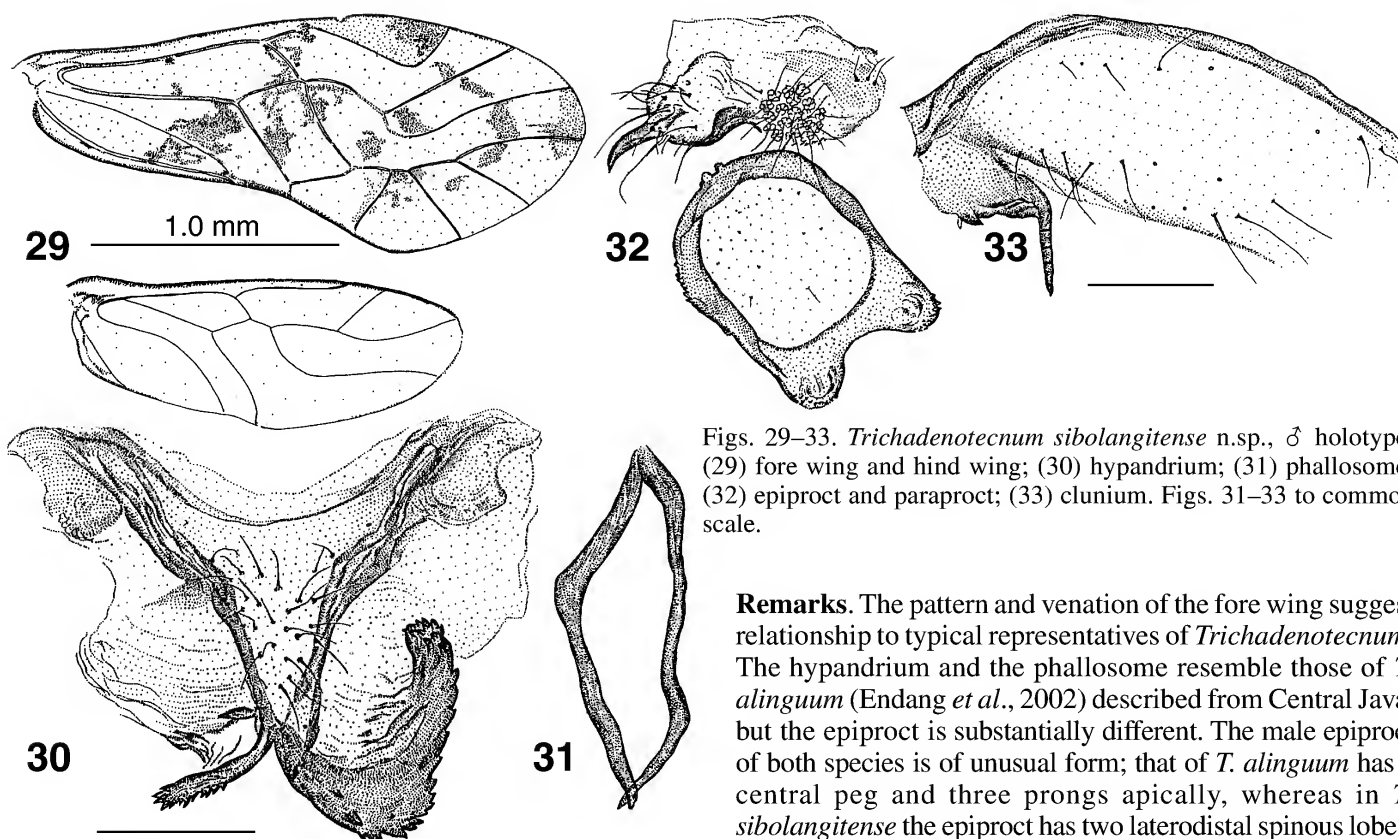 29
1.0 mm
32
33
30
31
Figs. 29–33. Trichadenotecnum sibolangitense n.sp., ♂ holotype
(29) fore wing and hind wing; (30) hypandrium; (31) phallosome
(32) epiproct and paraproct; (33) clunium. Figs. 31–33 to commo
scale.
Remarks. The pattern and venation of the fore wing sugges
relationship to typical representatives of Trichadenotecnum
The hypandrium and the phallosome resemble those of T
alinguum (Endang et al., 2002) described from Central Java
but the epiproct is substantially different. The male epiproc
of both species is of unusual form; that of T. alinguum has
central peg and three prongs apically, whereas in T
sibolangitense the epiproct has two laterodistal spinous lobe